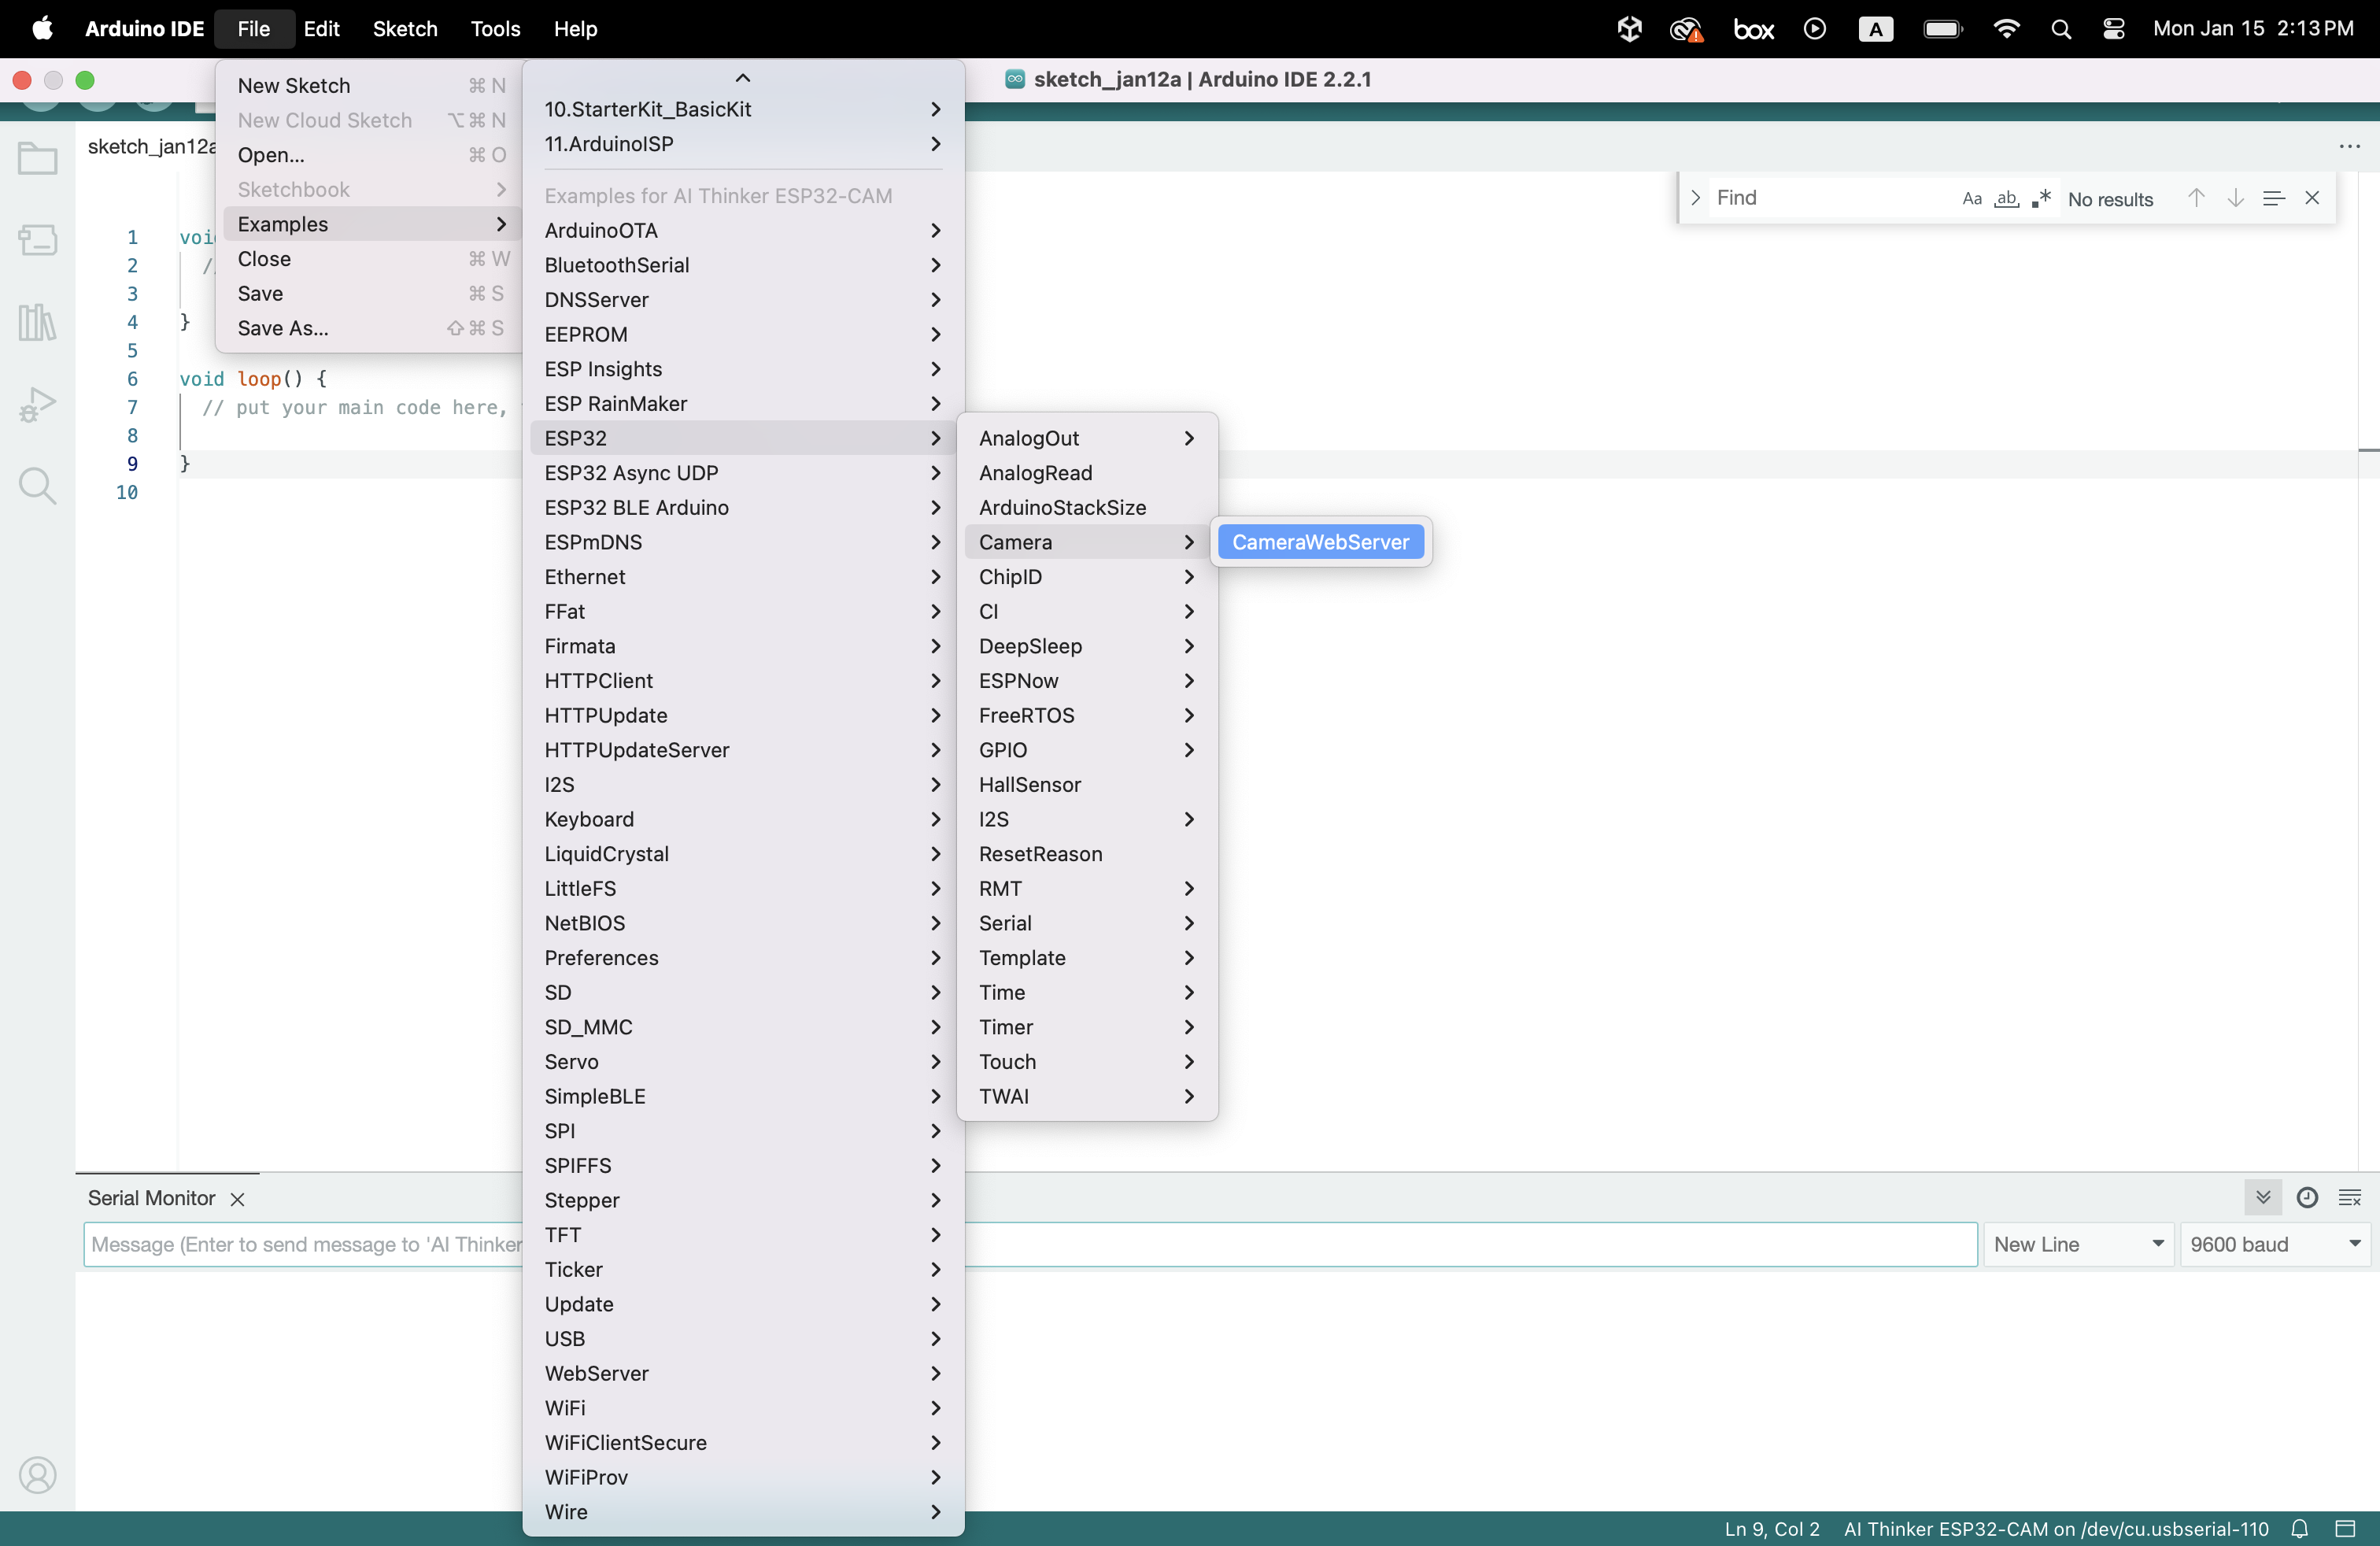 Arduino IDE File Edit Sketch Tools Help box A Mon Jan 15 2:13 PM
sketch_jan12a | Arduino IDE 2.2.1
New Sketch ⌘ N
New Cloud Sketch ⌥ ⌘ N
Open... ⌘ O
Sketchbook
Examples
Close ⌘ W
Save ⌘ S
Save As... ⇧ ⌘ S
10.StarterKit_BasicKit
11.ArduinoISP
Examples for AI Thinker ESP32-CAM
ArduinoOTA
BluetoothSerial
DNSServer
EEPROM
ESP Insights
ESP RainMaker
ESP32
ESP32 Async UDP
ESP32 BLE Arduino
ESPmDNS
Ethernet
FFat
Firmata
HTTPClient
HTTPUpdate
HTTPUpdateServer
I2S
Keyboard
LiquidCrystal
LittleFS
NetBIOS
Preferences
SD
SD_MMC
Servo
SimpleBLE
SPI
SPIFFS
Stepper
TFT
Ticker
Update
USB
WebServer
WiFi
WiFiClientSecure
WiFiProv
Wire
AnalogOut
AnalogRead
ArduinoStackSize
Camera
ChipID
CI
DeepSleep
ESPNow
FreeRTOS
GPIO
HallSensor
I2S
ResetReason
RMT
Serial
Template
Time
Timer
Touch
TWAI
CameraWebServer
sketch_jan12a
...
Find Aa ab .* No results
1 voi
2 /
3
4 }
5
6 void loop() {
7 // put your main code here,
8
9 }
10
Serial Monitor
Message (Enter to send message to 'AI Thinker
New Line
9600 baud
Ln 9, Col 2 AI Thinker ESP32-CAM on /dev/cu.usbserial-110